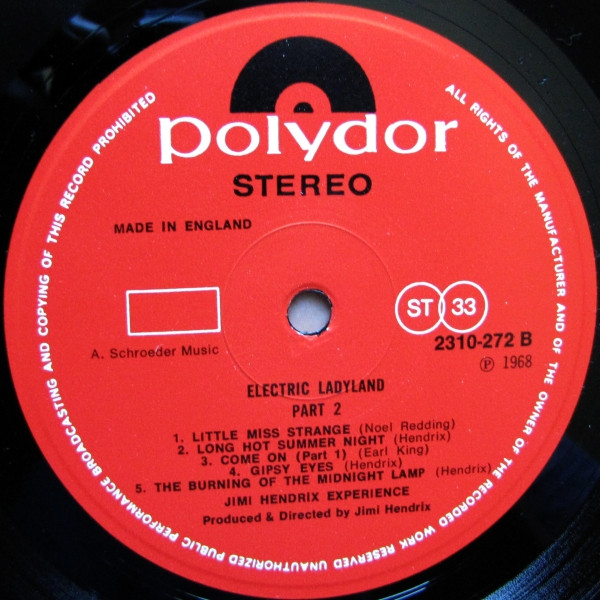 polydor
STEREO
MADE IN ENGLAND
ST 33
2310-272 B
℗ 1968
A. Schroeder Music
ELECTRIC LADYLAND
PART 2
1. LITTLE MISS STRANGE (Noel Redding)
2. LONG HOT SUMMER NIGHT (Hendrix)
3. COME ON (Part 1) (Earl King)
4. GIPSY EYES (Hendrix)
5. THE BURNING OF THE MIDNIGHT LAMP (Hendrix)
JIMI HENDRIX EXPERIENCE
Produced & Directed by Jimi Hendrix
ALL RIGHTS OF THE MANUFACTURER AND OF THE OWNER OF THE RECORDED WORK RESERVED UNAUTHORIZED PUBLIC PERFORMANCE BROADCASTING AND COPYING OF THIS RECORD PROHIBITED